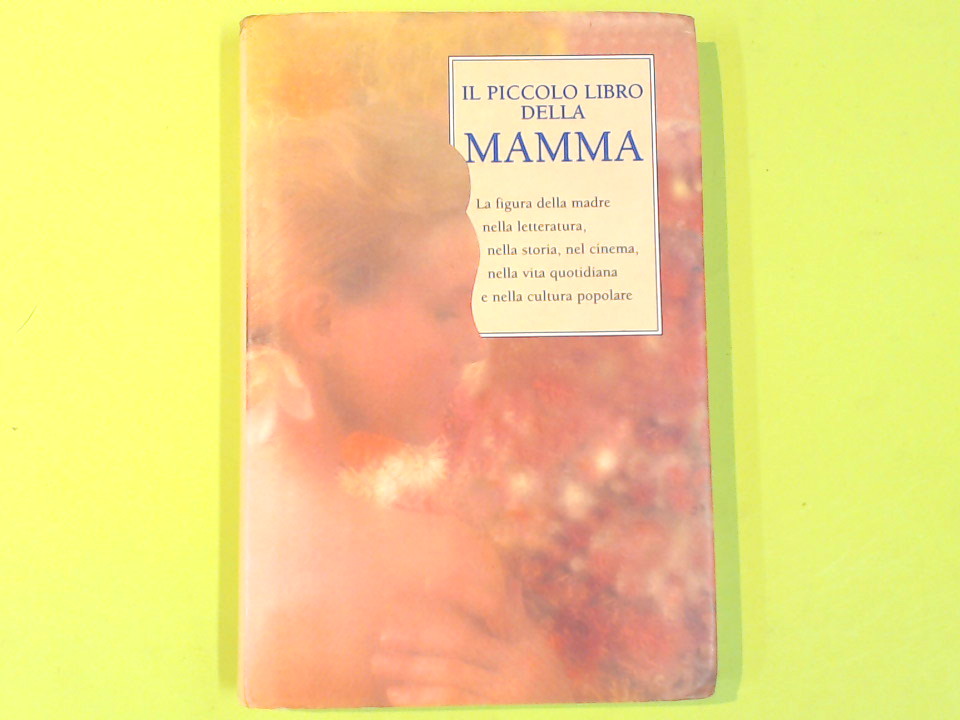 IL PICCOLO LIBRO
DELLA
MAMMA
La figura della madre
nella letteratura,
nella storia, nel cinema,
nella vita quotidiana
e nella cultura popolare